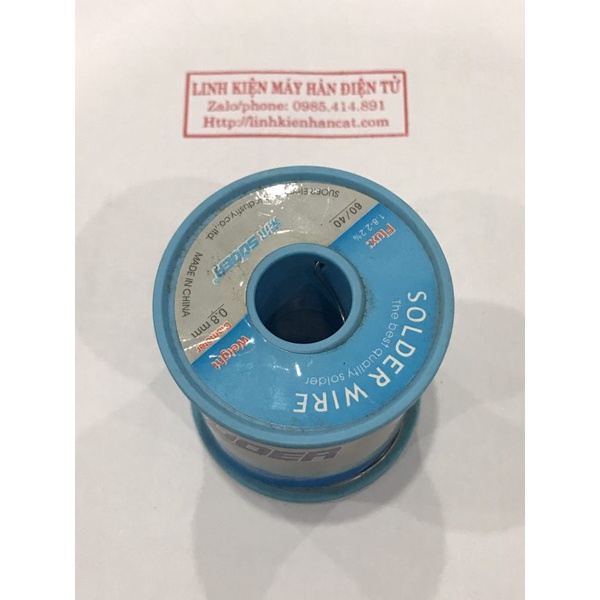 LINH KIỆN MÁY HÀN ĐIỆN TỬ
Zalo/phone: 0985.414.891
Http://linhkienhancat.com
SOLDER WIRE
The best quality solder
Flux:
1.8-2.2%
60/40
MADE IN CHINA
0.8mm
Weight